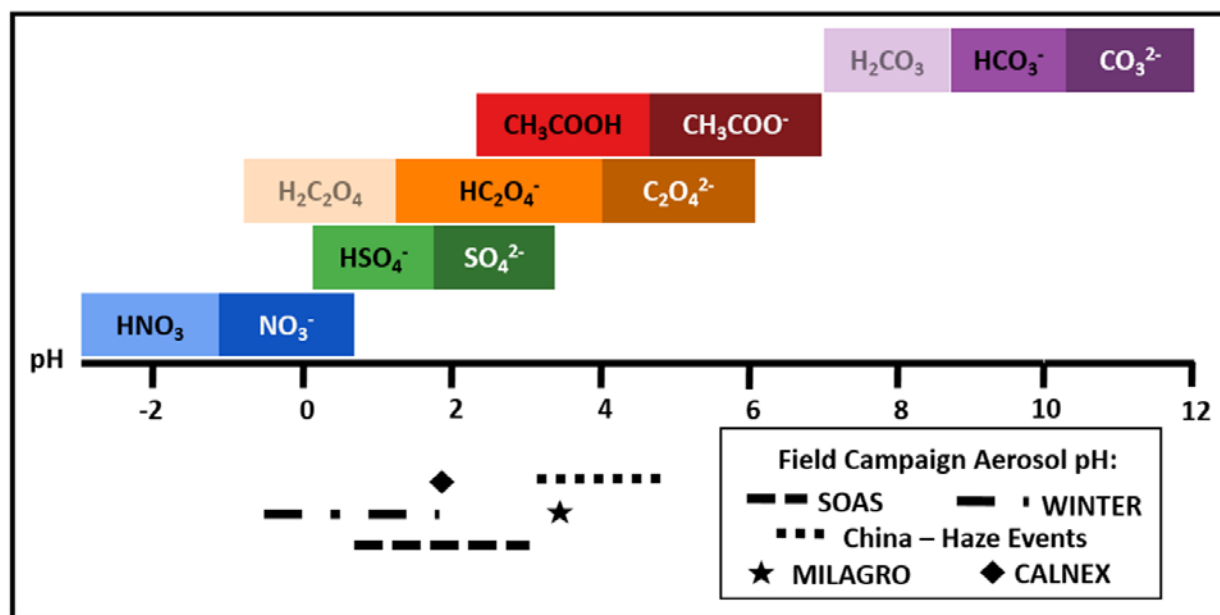 H₂CO₃ HCO₃⁻ CO₃²⁻
CH₃COOH CH₃COO⁻
H₂C₂O₄ HC₂O₄⁻ C₂O₄²⁻
HSO₄⁻ SO₄²⁻
HNO₃ NO₃⁻
pH
-2 0 2 4 6 8 10 12
Field Campaign Aerosol pH:
SOAS WINTER
China – Haze Events
MILAGRO CALNEX